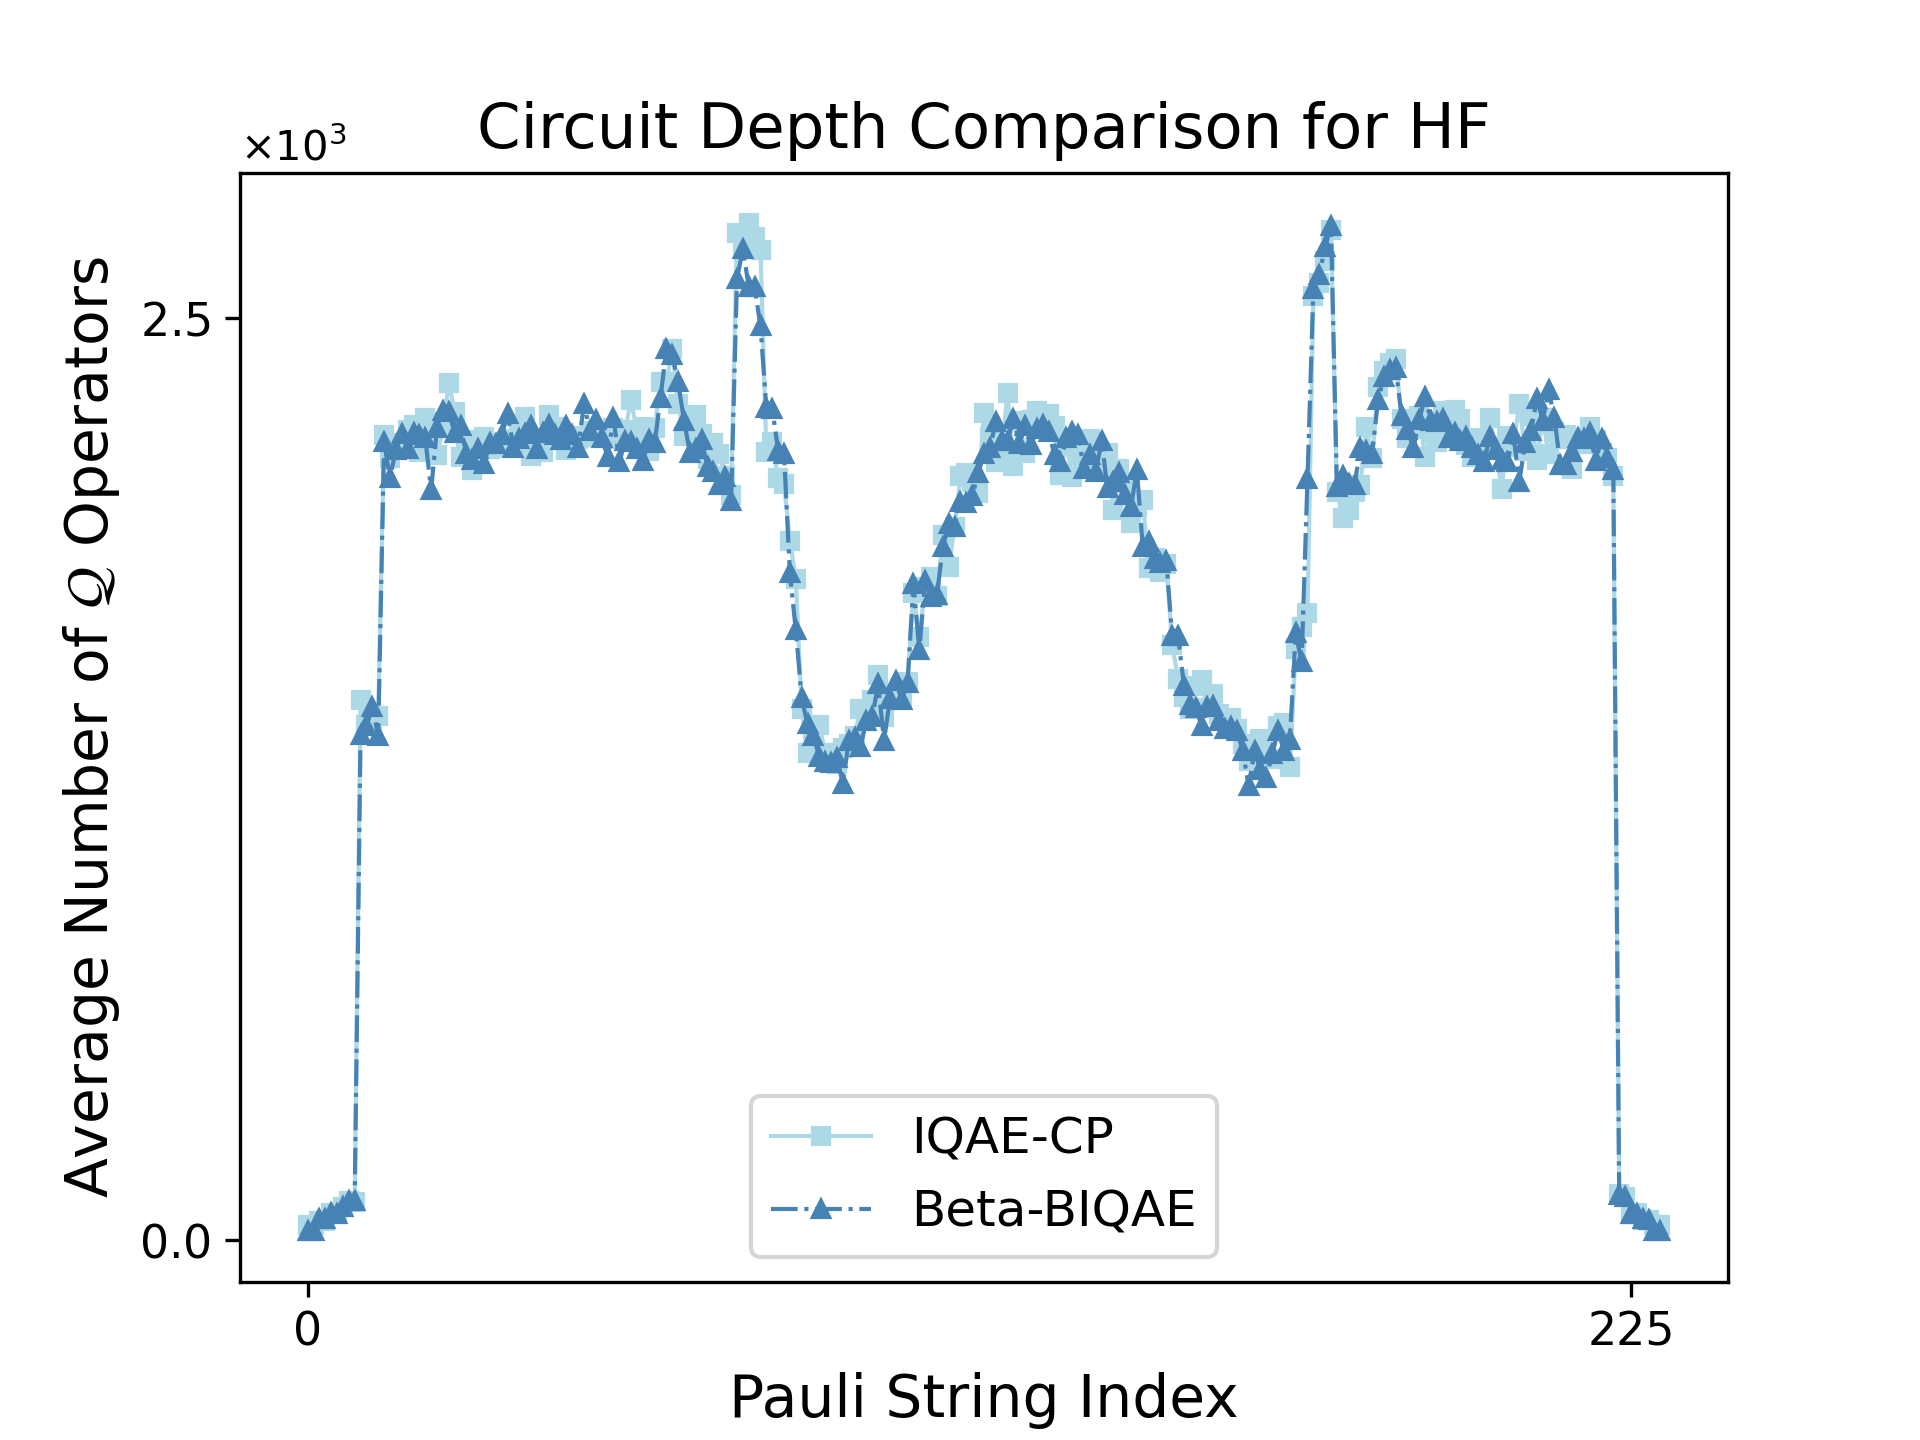 Circuit Depth Comparison for HF
×10³
Average Number of 𝒬 Operators
2.5
0.0
IQAE-CP
Beta-BIQAE
0
225
Pauli String Index